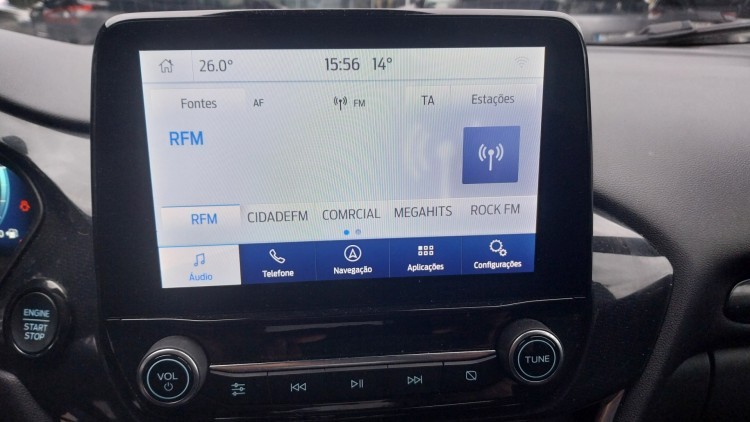 26.0° 15:56 14°
Fontes AF FM TA Estações
RFM
RFM CIDADEFM COMRCIAL MEGAHITS ROCK FM
Áudio Telefone Navegação Aplicações Configurações
ENGINE
START
STOP
VOL
TUNE